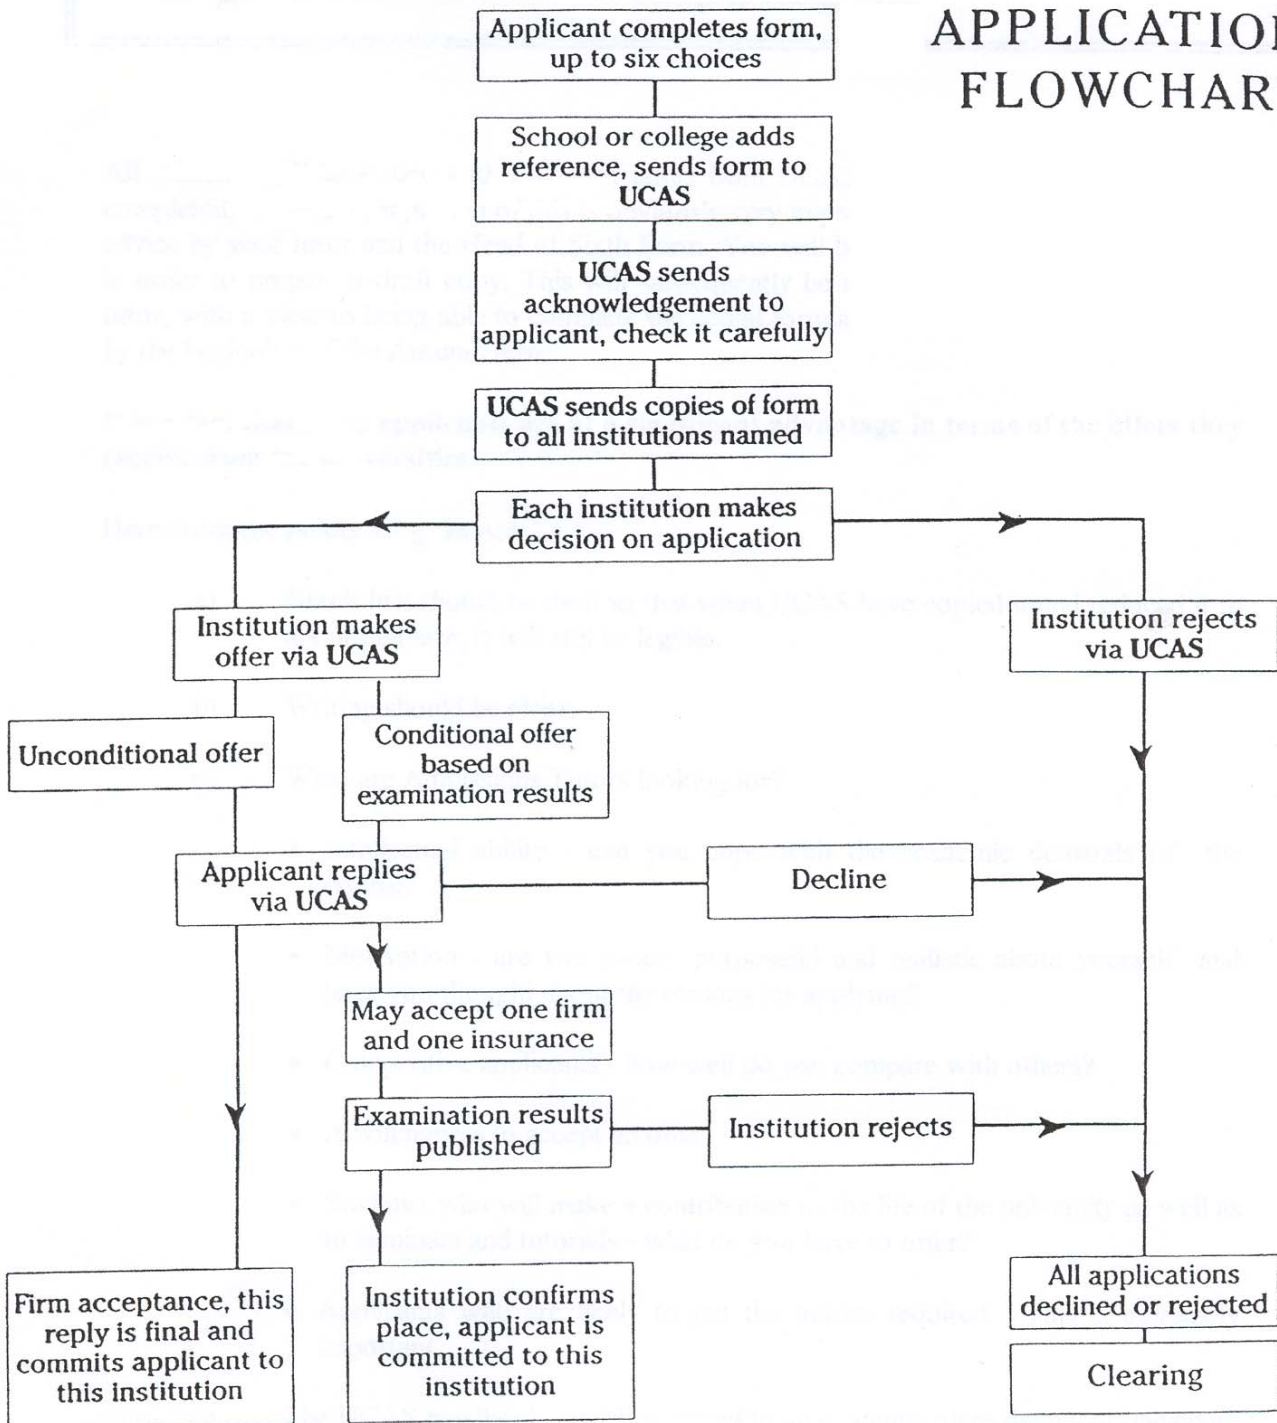 APPLICATION
FLOWCHAR
Applicant completes form,
up to six choices
School or college adds
reference, sends form to
UCAS
UCAS sends
acknowledgement to
applicant, check it carefully
UCAS sends copies of form
to all institutions named
Each institution makes
decision on application
Institution makes
offer via UCAS
Institution rejects
via UCAS
Unconditional offer
Conditional offer
based on
examination results
Applicant replies
via UCAS
Decline
May accept one firm
and one insurance
Examination results
published
Institution rejects
Firm acceptance, this
reply is final and
commits applicant to
this institution
Institution confirms
place, applicant is
committed to this
institution
All applications
declined or rejected
Clearing